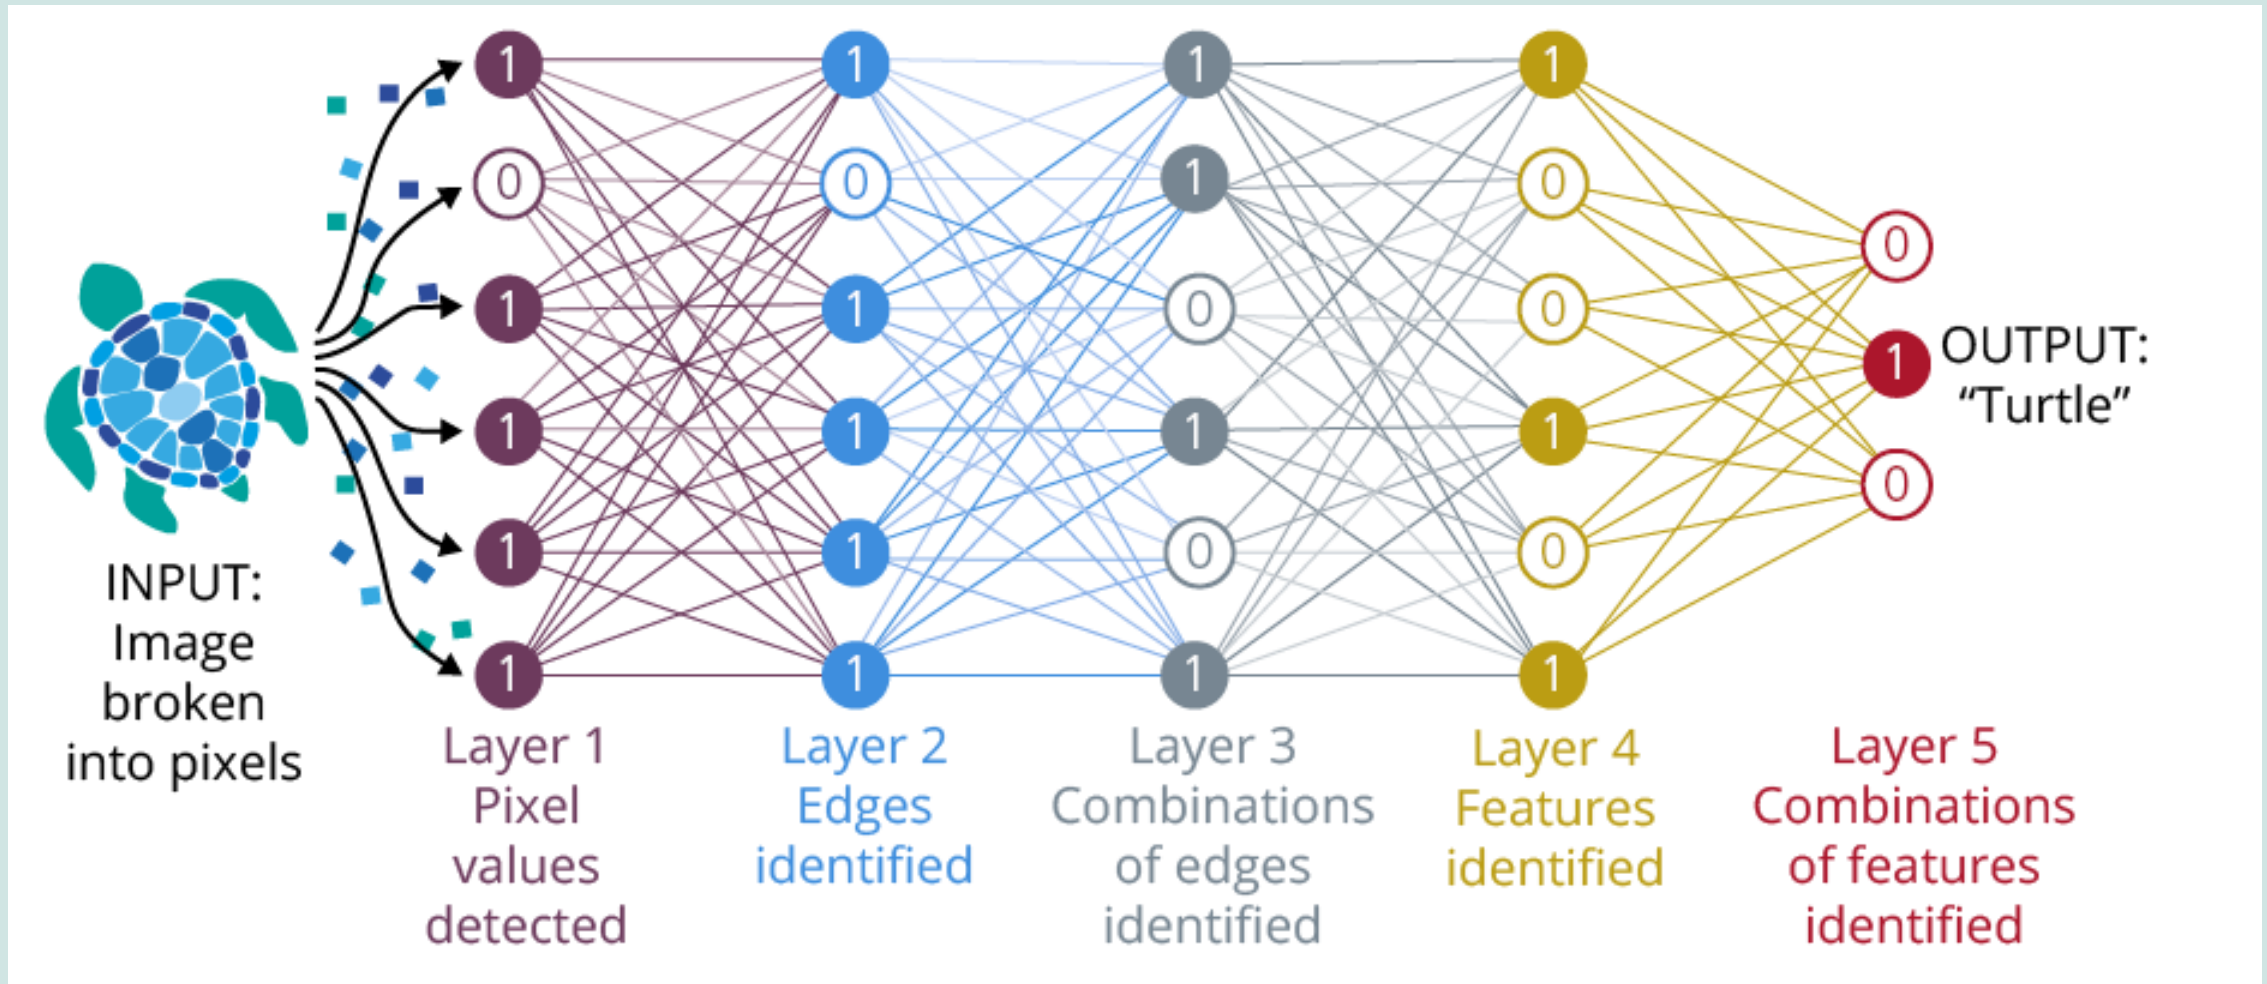 1 1 1 1
0 0 1 0
0
1 1 0 0
1
OUTPUT:
“Turtle”
1 1 1 1
0
1 1 0 0
1 1 1 1
INPUT:
Image
broken
into pixels
Layer 1
Pixel
values
detected
Layer 2
Edges
identified
Layer 3
Combinations
of edges
identified
Layer 4
Features
identified
Layer 5
Combinations
of features
identified